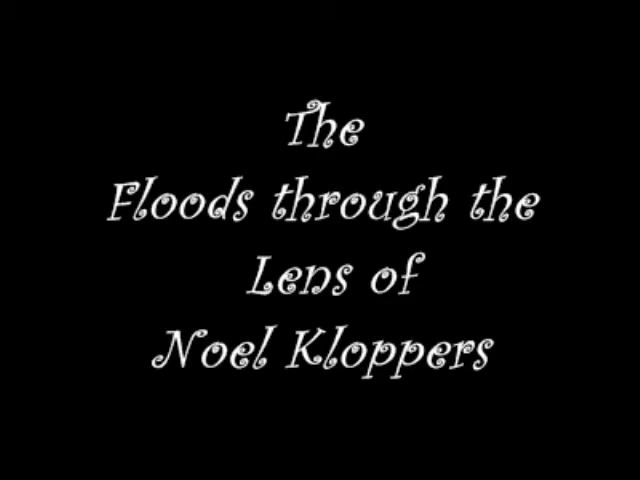 The
Floods through the
Lens of
Noel Kloppers